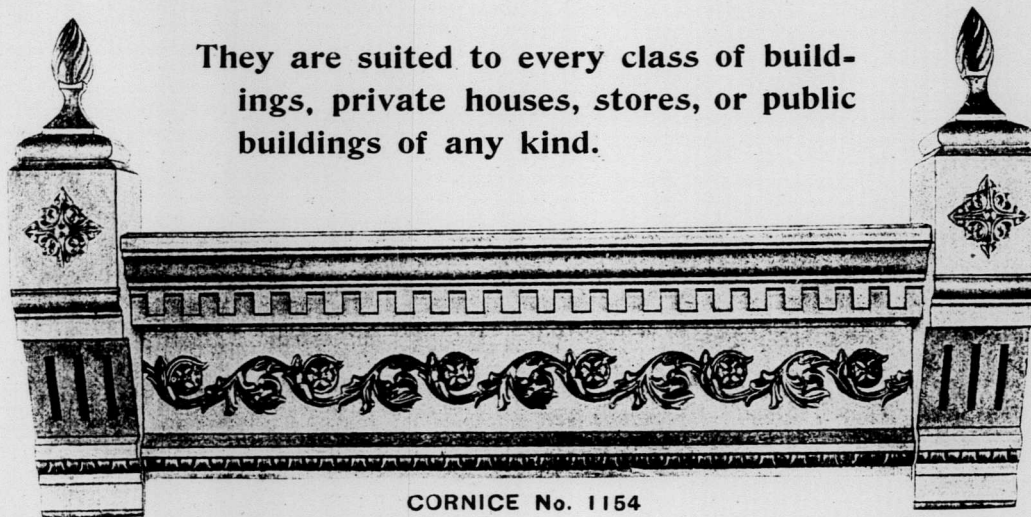 They are suited to every class of build-
ings, private houses, stores, or public
buildings of any kind.
CORNICE No. 1154